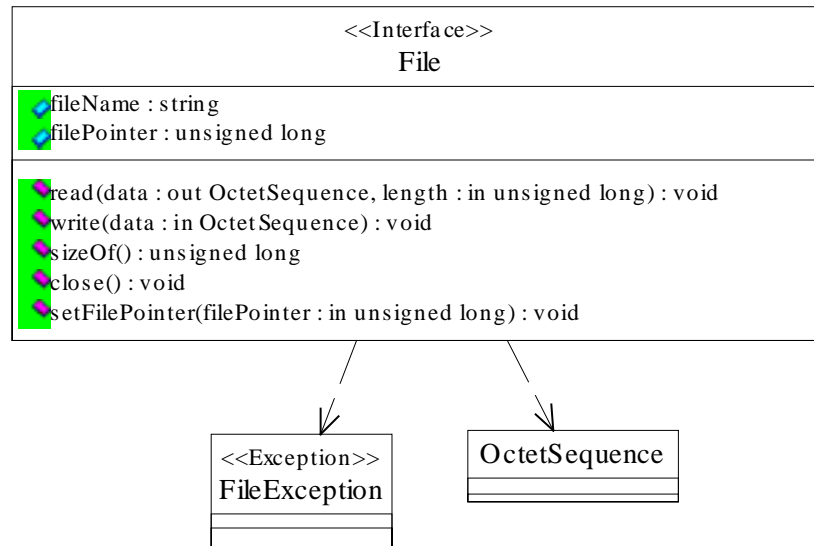 <<Interface>>
File
fileName : string
filePointer : unsigned long
read(data : out OctetSequence, length : in unsigned long) : void
write(data : in OctetSequence) : void
sizeOf() : unsigned long
close() : void
setFilePointer(filePointer : in unsigned long) : void
<<Exception>>
FileException
OctetSequence